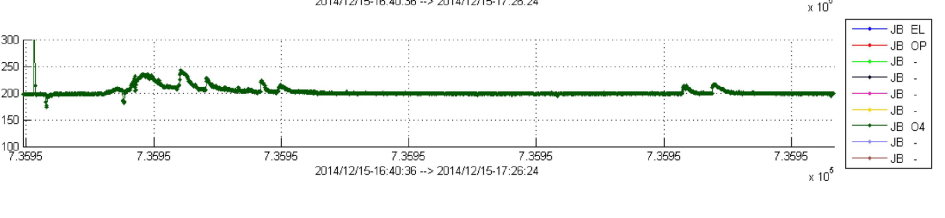 2014/12/15-16:40:36 --> 2014/12/15-17:26:24
x 10
300
250
200
150
100
7.3595 7.3595 7.3595 7.3595 7.3595 7.3595 7.3595
2014/12/15-16:40:36 --> 2014/12/15-17:26:24
x 10^5
JB EL
JB OP
JB -
JB -
JB -
JB -
JB O4
JB -
JB -